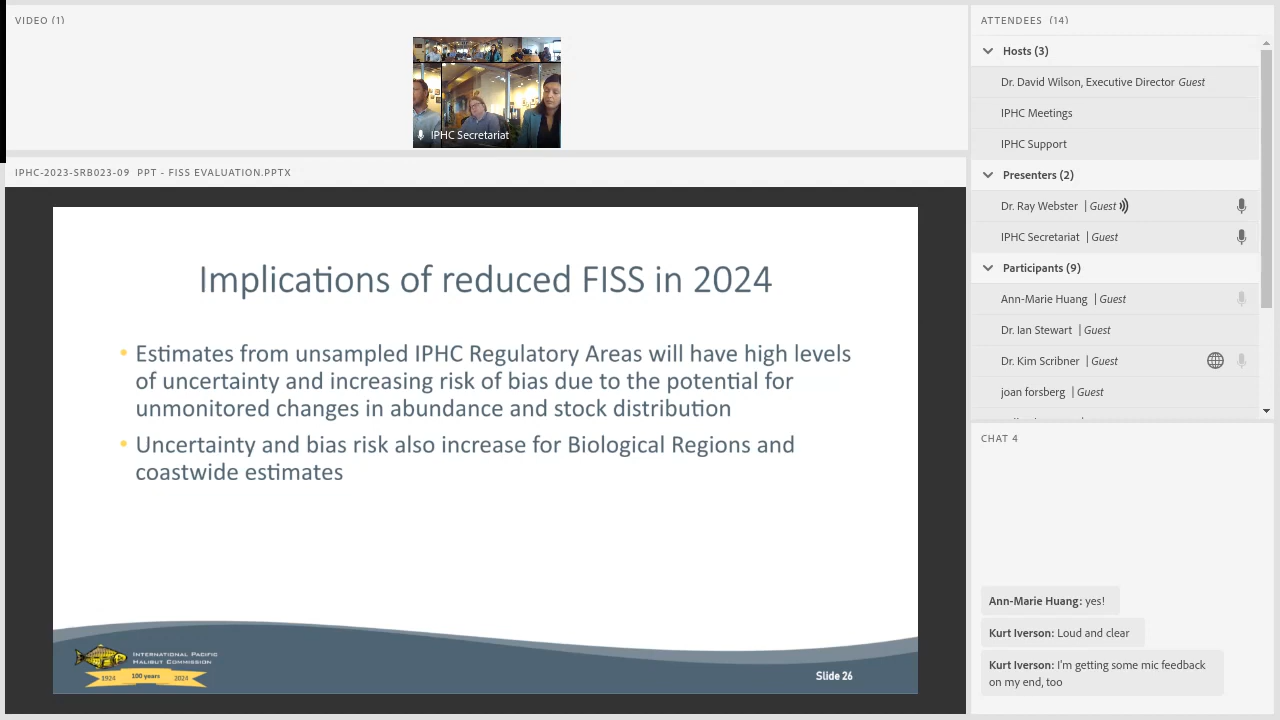 VIDEO (1)
IPHC Secretariat
IPHC-2023-SRB023-09 PPT - FISS EVALUATION.PPTX
Implications of reduced FISS in 2024
• Estimates from unsampled IPHC Regulatory Areas will have high levels
of uncertainty and increasing risk of bias due to the potential for
unmonitored changes in abundance and stock distribution
• Uncertainty and bias risk also increase for Biological Regions and
coastwide estimates
INTERNATIONAL PACIFIC
HALIBUT COMMISSION
1924 100 years 2024
Slide 26
ATTENDEES (14)
Hosts (3)
Dr. David Wilson, Executive Director Guest
IPHC Meetings
IPHC Support
Presenters (2)
Dr. Ray Webster | Guest
IPHC Secretariat | Guest
Participants (9)
Ann-Marie Huang | Guest
Dr. Ian Stewart | Guest
Dr. Kim Scribner | Guest
joan forsberg | Guest
CHAT 4
Ann-Marie Huang: yes!
Kurt Iverson: Loud and clear
Kurt Iverson: I'm getting some mic feedback
on my end, too